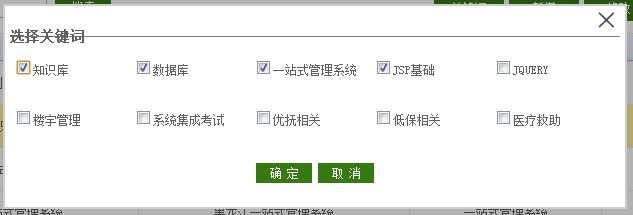 选择关键词
知识库 数据库 一站式管理系统 JSP基础 JQUERY
楼宇管理 系统集成考试 优抚相关 低保相关 医疗救助
确 定 取 消